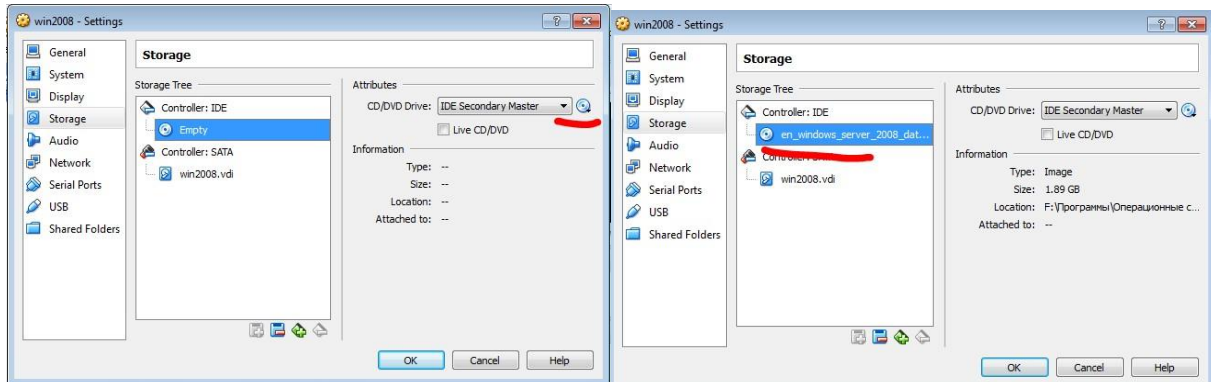 win2008 - Settings
General
System
Display
Storage
Audio
Network
Serial Ports
USB
Shared Folders
Storage
Storage Tree
Controller: IDE
Empty
Controller: SATA
win2008.vdi
Attributes
CD/DVD Drive: IDE Secondary Master
Live CD/DVD
Information
Type: --
Size: --
Location: --
Attached to: --
OK Cancel Help
win2008 - Settings
General
System
Display
Storage
Audio
Network
Serial Ports
USB
Shared Folders
Storage
Storage Tree
Controller: IDE
en_windows_server_2008_dat...
win2008.vdi
Attributes
CD/DVD Drive: IDE Secondary Master
Live CD/DVD
Information
Type: Image
Size: 1.89 GB
Location: F:\Программы\Операционные с...
Attached to: --
OK Cancel Help